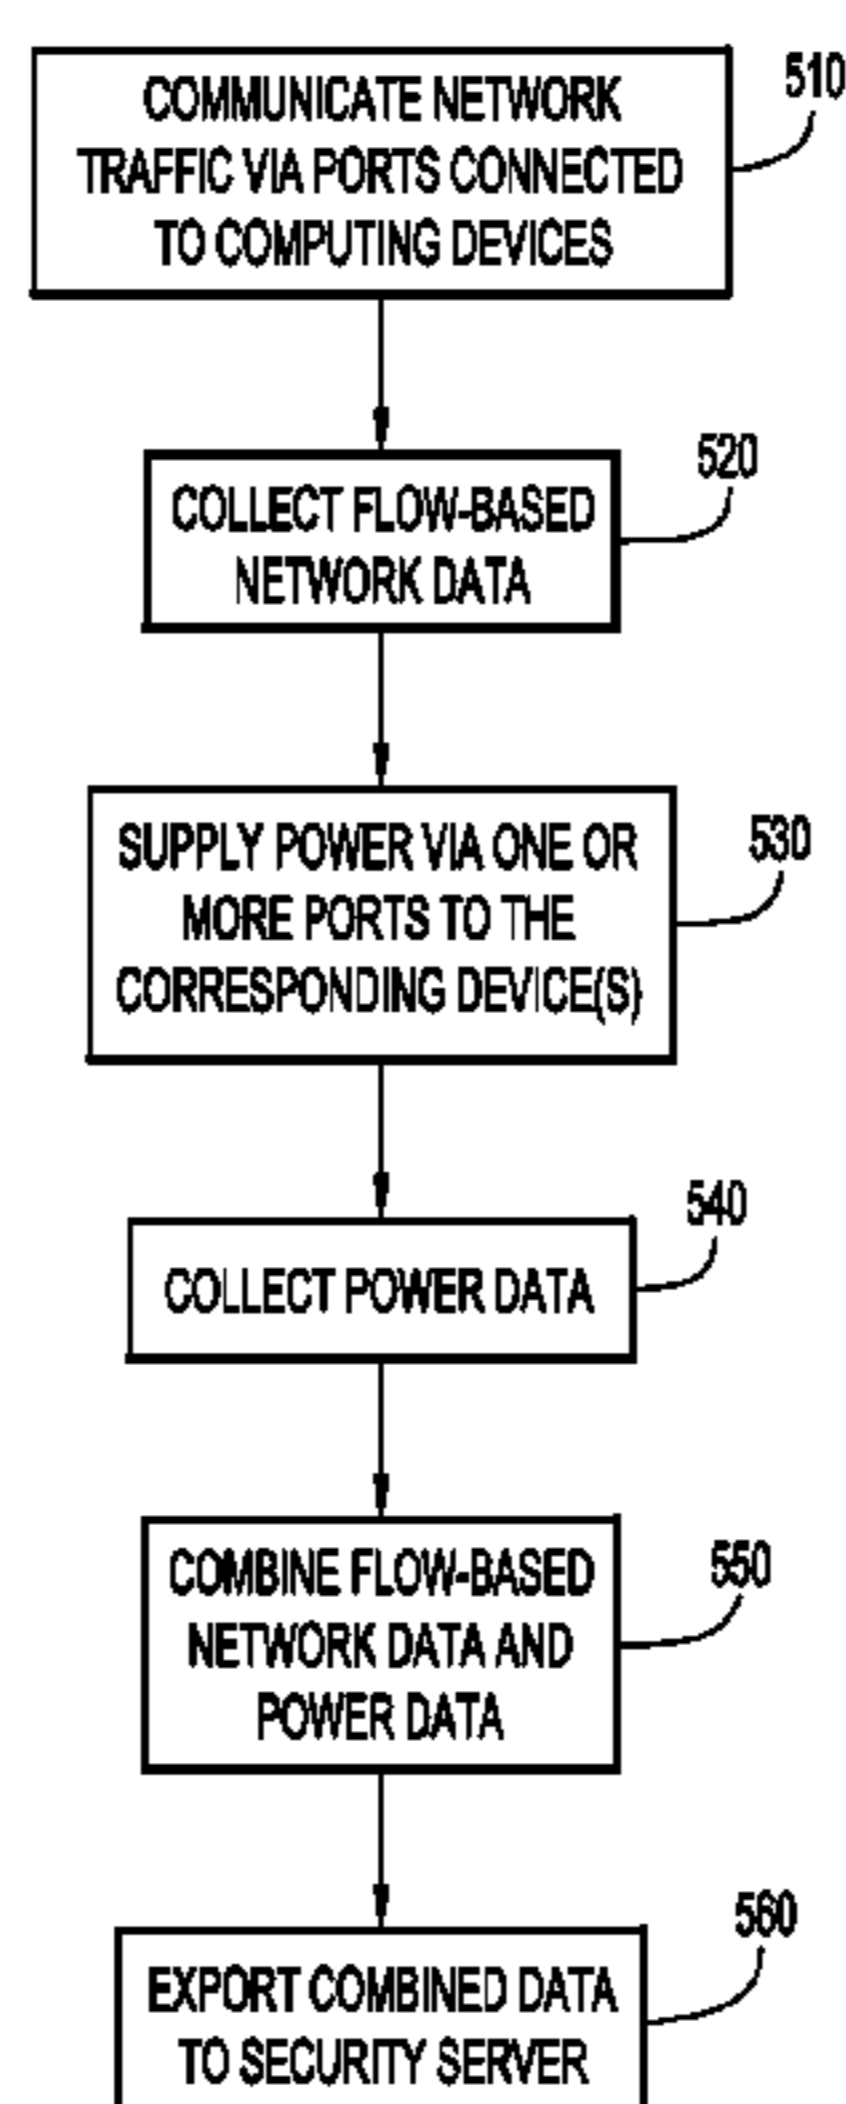 510
COMMUNICATE NETWORK
TRAFFIC VIA PORTS CONNECTED
TO COMPUTING DEVICES
520
COLLECT FLOW-BASED
NETWORK DATA
530
SUPPLY POWER VIA ONE OR
MORE PORTS TO THE
CORRESPONDING DEVICE(S)
540
COLLECT POWER DATA
550
COMBINE FLOW-BASED
NETWORK DATA AND
POWER DATA
560
EXPORT COMBINED DATA
TO SECURITY SERVER